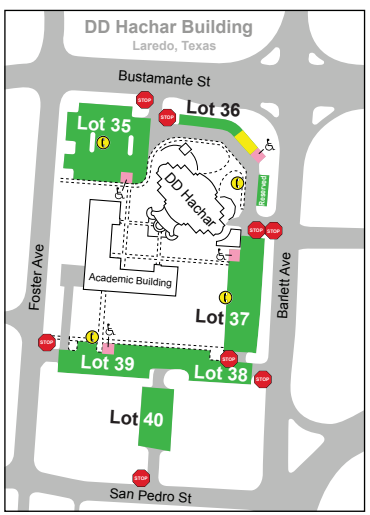 DD Hachar Building
Laredo, Texas
Bustamante St
STOP
STOP
Lot 36
Lot 35
DD Hachar
Reserved
STOP
STOP
Foster Ave
Academic Building
Barlett Ave
Lot 37
STOP
STOP
Lot 39
Lot 38
STOP
Lot 40
STOP
San Pedro St